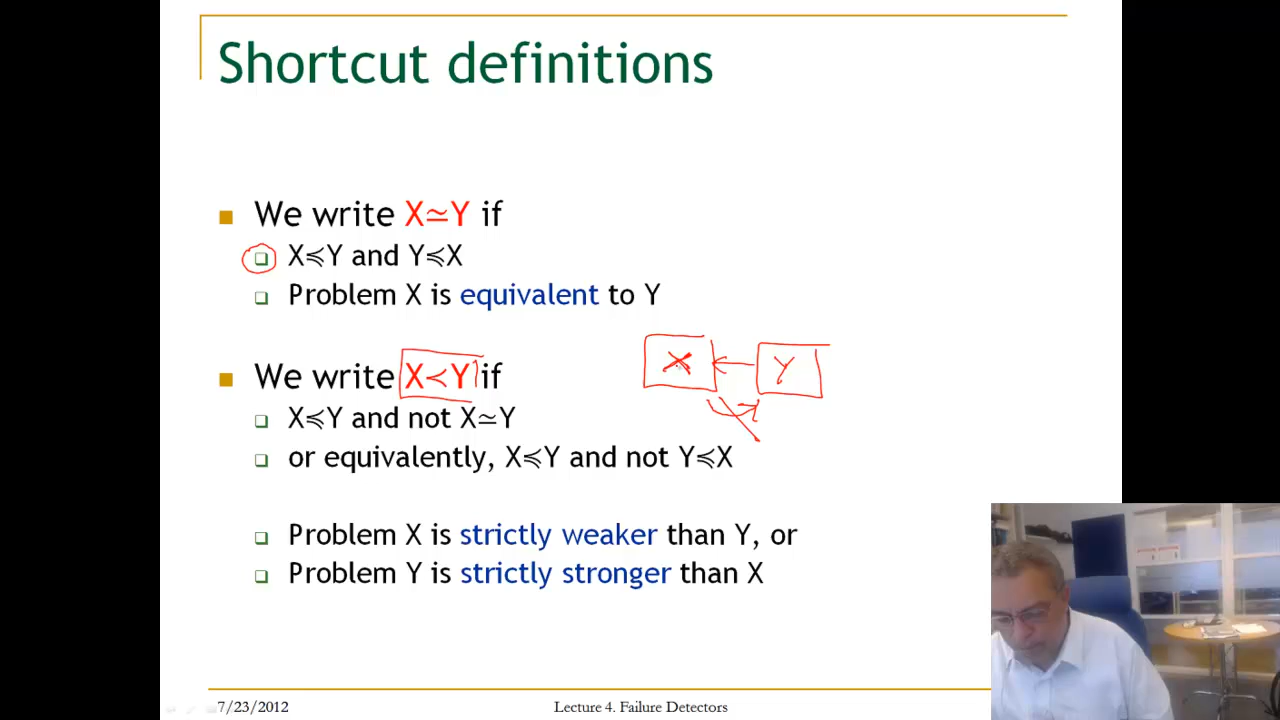 Shortcut definitions
We write X≃Y if
X≼Y and Y≼X
Problem X is equivalent to Y
X Y
We write X≺Y if
X≼Y and not X≃Y
or equivalently, X≼Y and not Y≼X
Problem X is strictly weaker than Y, or
Problem Y is strictly stronger than X
7/23/2012 Lecture 4. Failure Detectors